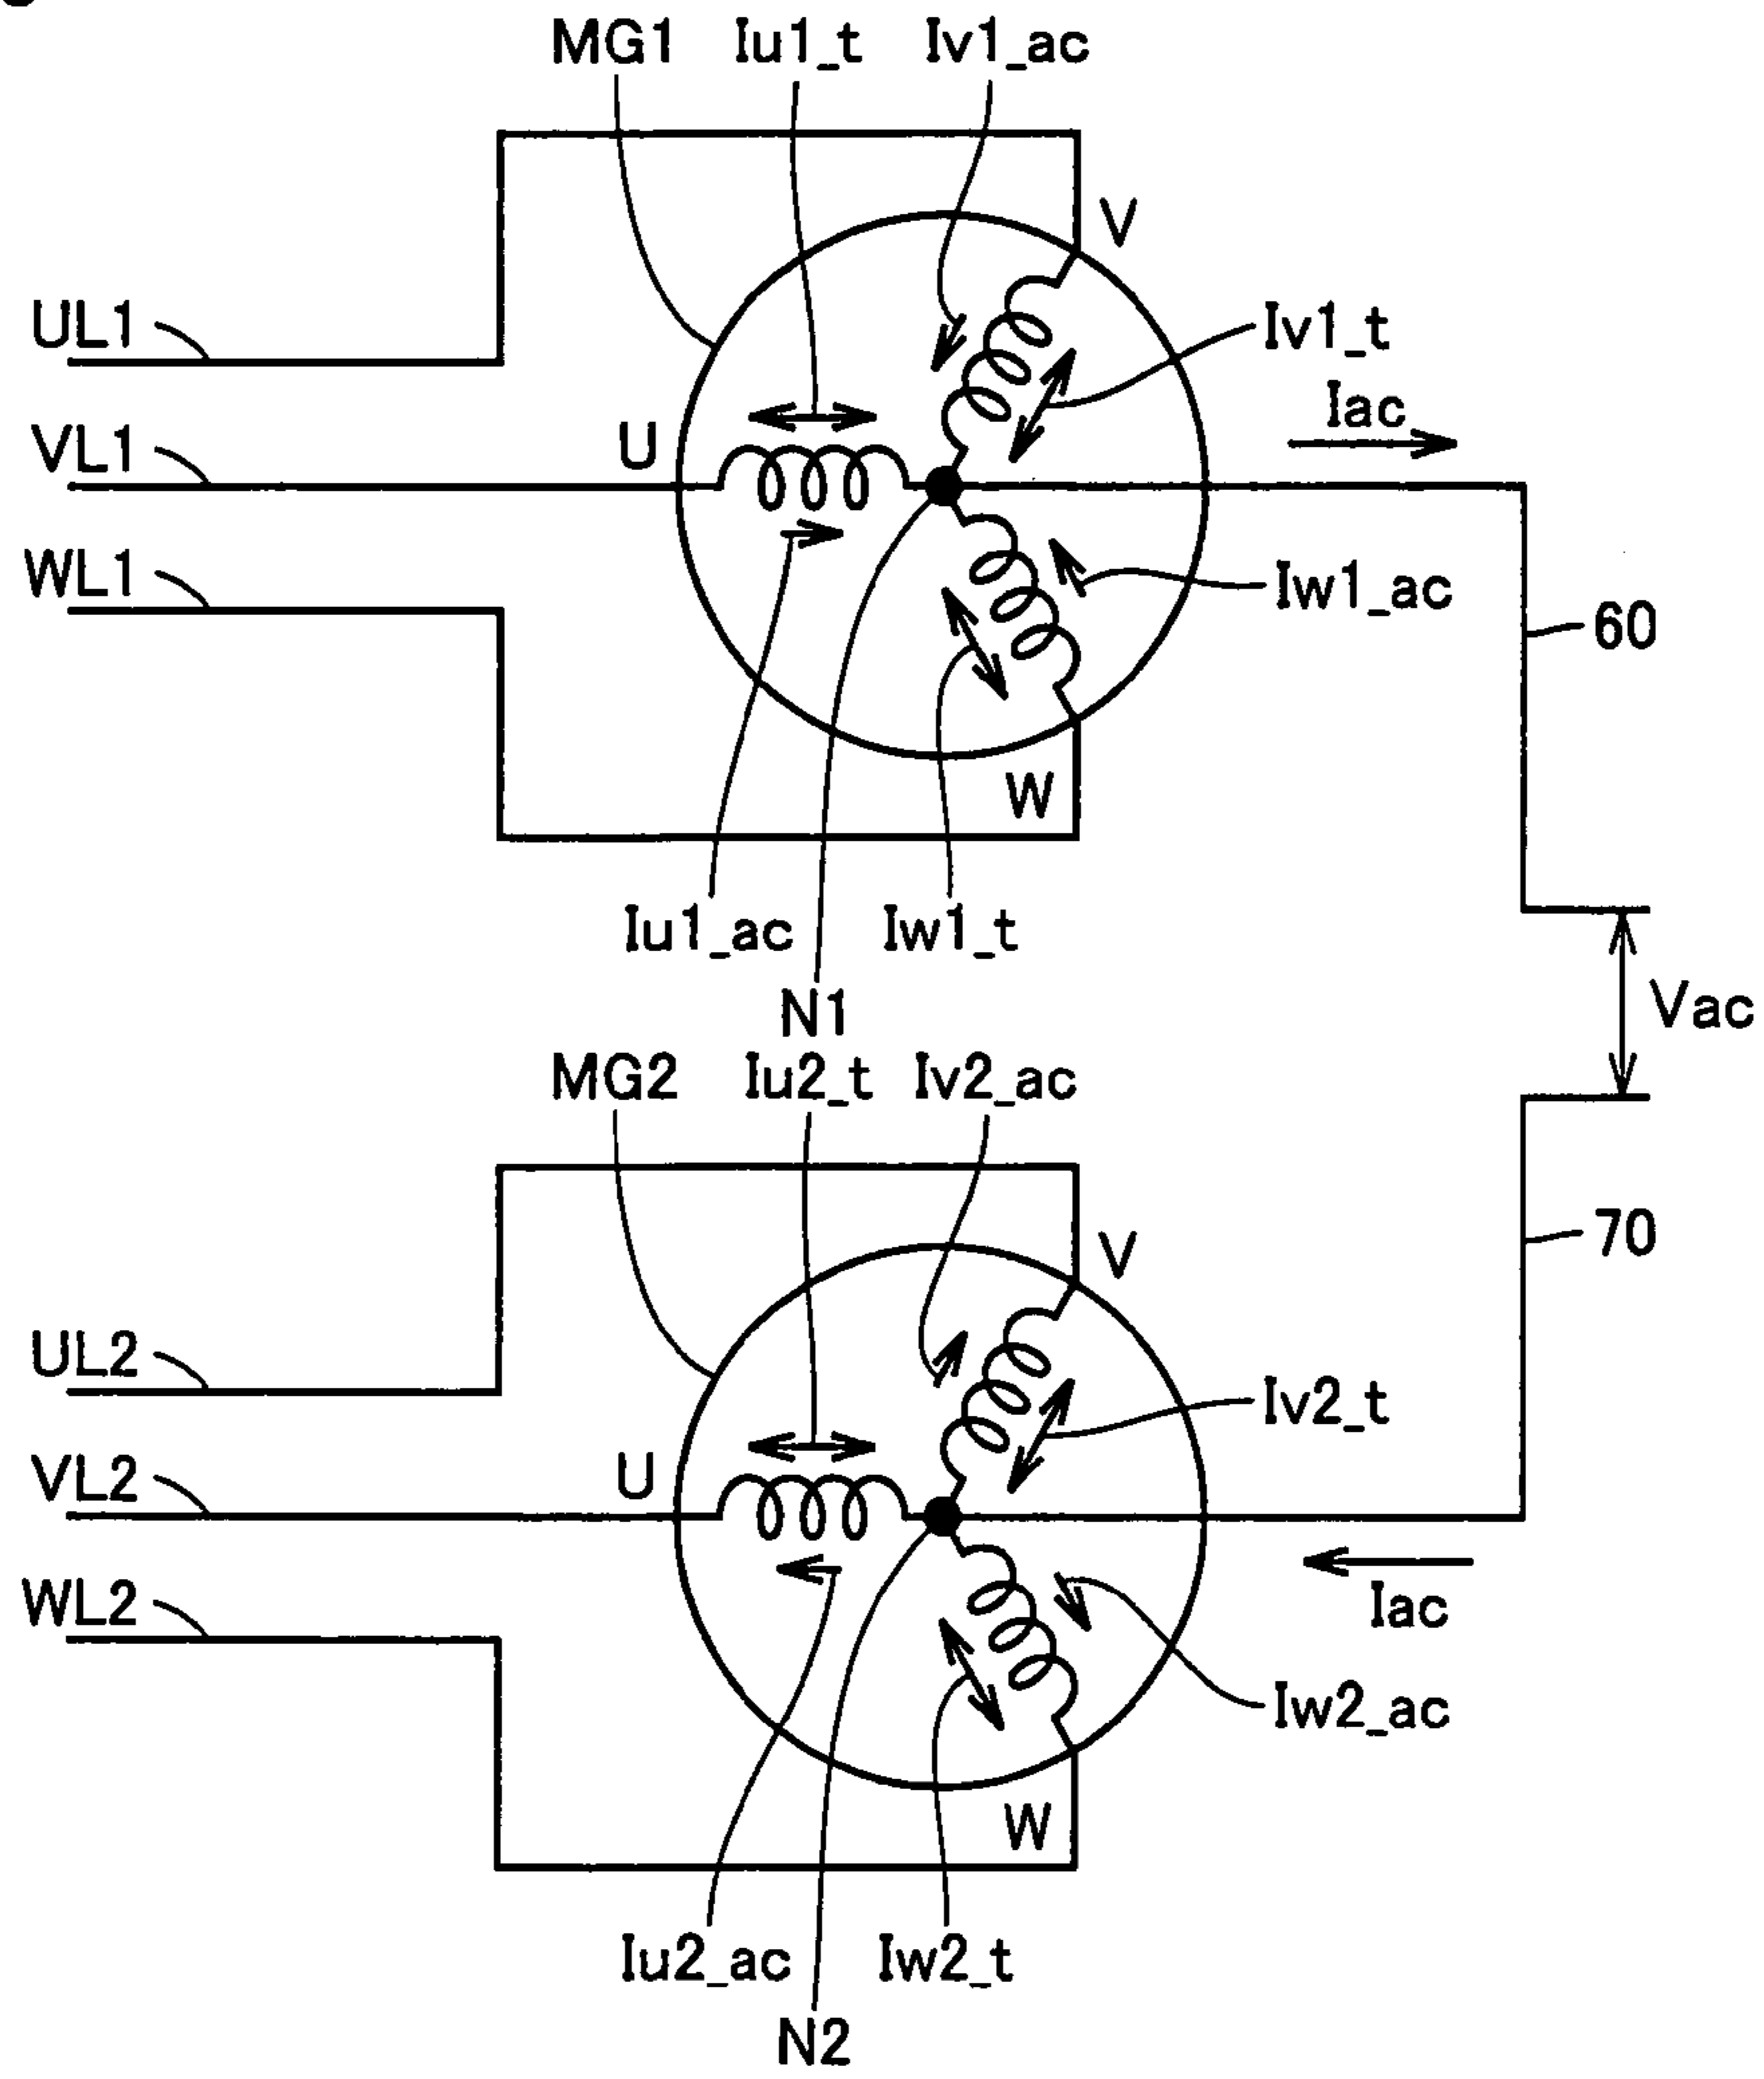 MG1 Iu1_t Iv1_ac
V
UL1
Iv1_t
Iac
VL1
U
WL1
Iw1_ac
60
W
Iu1_ac Iw1_t
N1
Vac
MG2 Iu2_t Iv2_ac
V
70
UL2
Iv2_t
VL2
U
WL2
Iac
Iw2_ac
W
Iu2_ac Iw2_t
N2